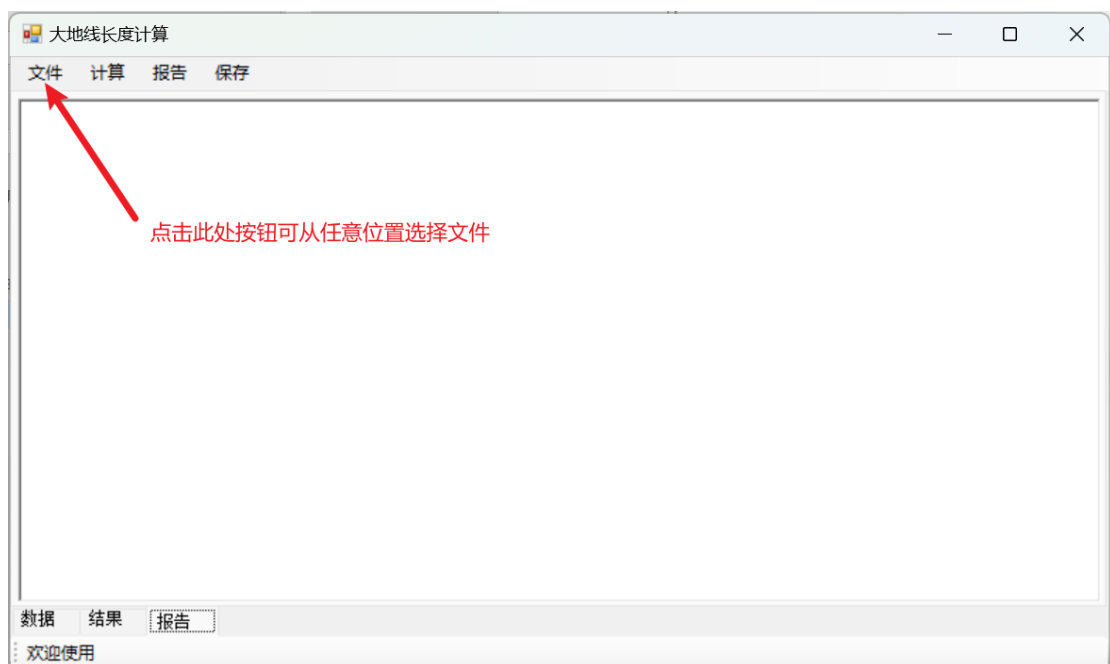 大地线长度计算
文件 计算 报告 保存
点击此处按钮可从任意位置选择文件
数据 结果 报告
欢迎使用